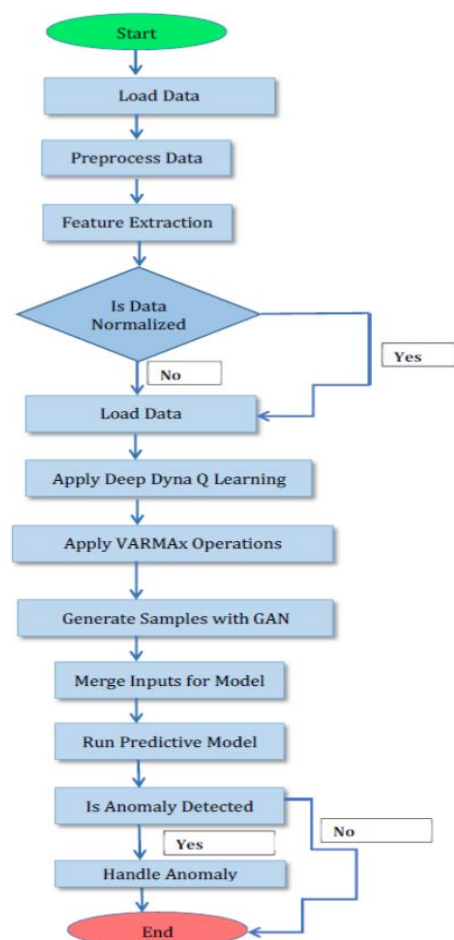 Start
Load Data
Preprocess Data
Feature Extraction
Is Data
Normalized
Yes
No
Load Data
Apply Deep Dyna Q Learning
Apply VARMAx Operations
Generate Samples with GAN
Merge Inputs for Model
Run Predictive Model
Is Anomaly Detected
No
Yes
Handle Anomaly
End